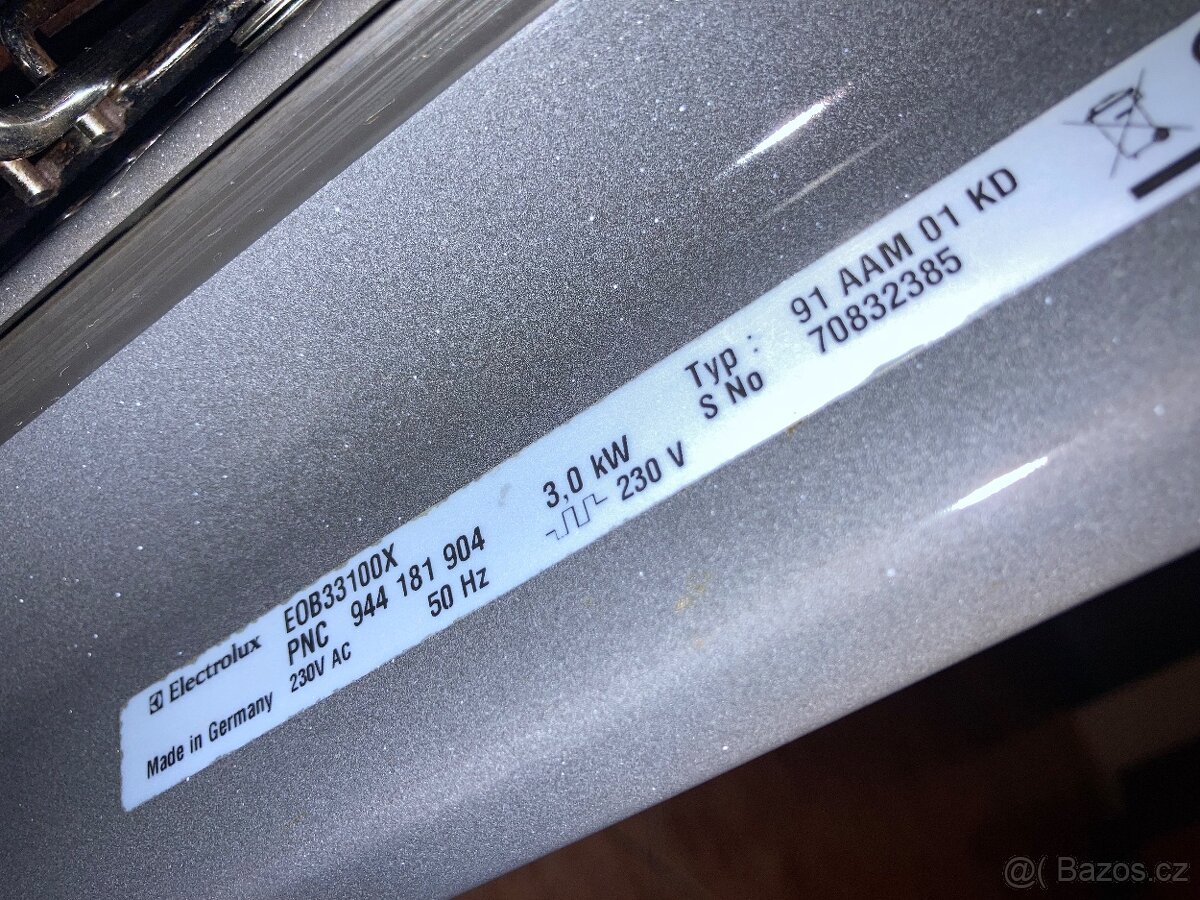 Electrolux
Made in Germany
EOB33100X
PNC 944 181 904
230V AC 50 Hz
3,0 kW
230 V
Typ : 91 AAM 01 KD
S No 70832385
@( Bazos.cz